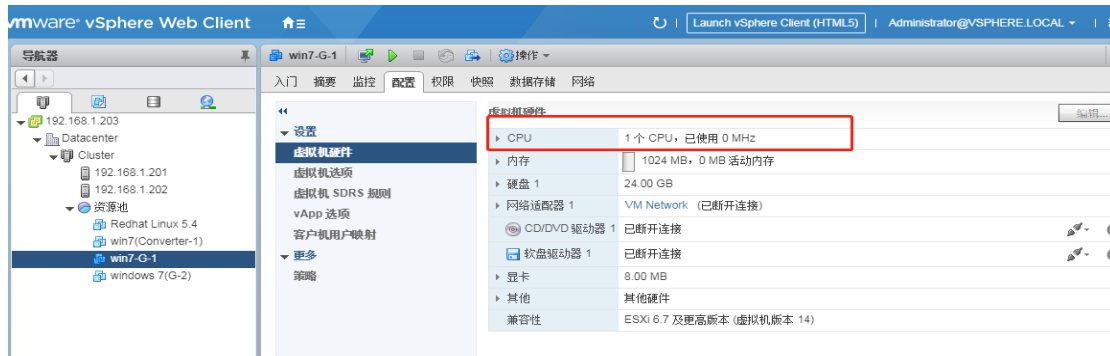 vmware® vSphere Web Client Launch vSphere Client (HTML5) Administrator@VSPHERE.LOCAL
导航器
win7-G-1 操作
入门 摘要 监控 配置 权限 快照 数据存储 网络
192.168.1.203
Datacenter
Cluster
192.168.1.201
192.168.1.202
资源池
Redhat Linux 5.4
win7(Converter-1)
win7-G-1
windows 7(G-2)
设置
虚拟机硬件
虚拟机选项
虚拟机 SDRS 规则
vApp 选项
客户机用户映射
更多
策略
虚拟机硬件 编辑...
CPU 1 个 CPU，已使用 0 MHz
内存 1024 MB，0 MB 活动内存
硬盘 1 24.00 GB
网络适配器 1 VM Network (已断开连接)
CD/DVD 驱动器 1 已断开连接
软盘驱动器 1 已断开连接
显卡 8.00 MB
其他 其他硬件
兼容性 ESXi 6.7 及更高版本 (虚拟机版本 14)